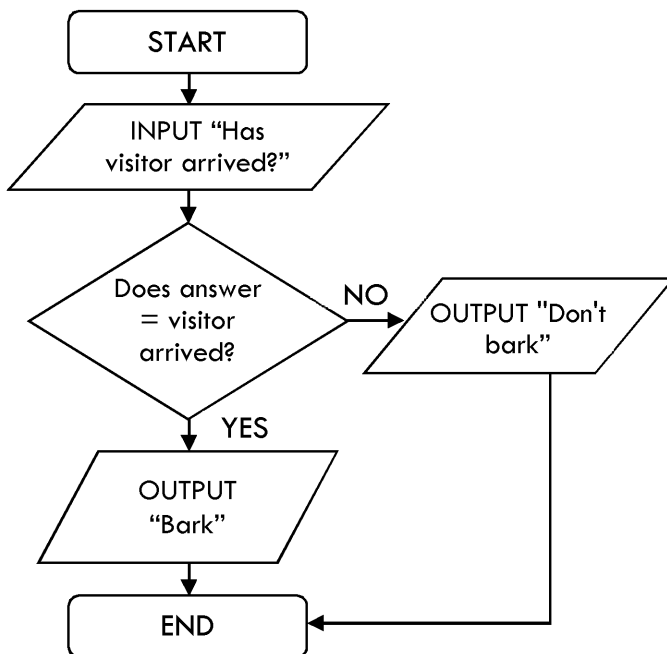 START
INPUT “Has
visitor arrived?”
Does answer
= visitor
arrived?
NO
OUTPUT "Don't
bark”
YES
OUTPUT
“Bark”
END